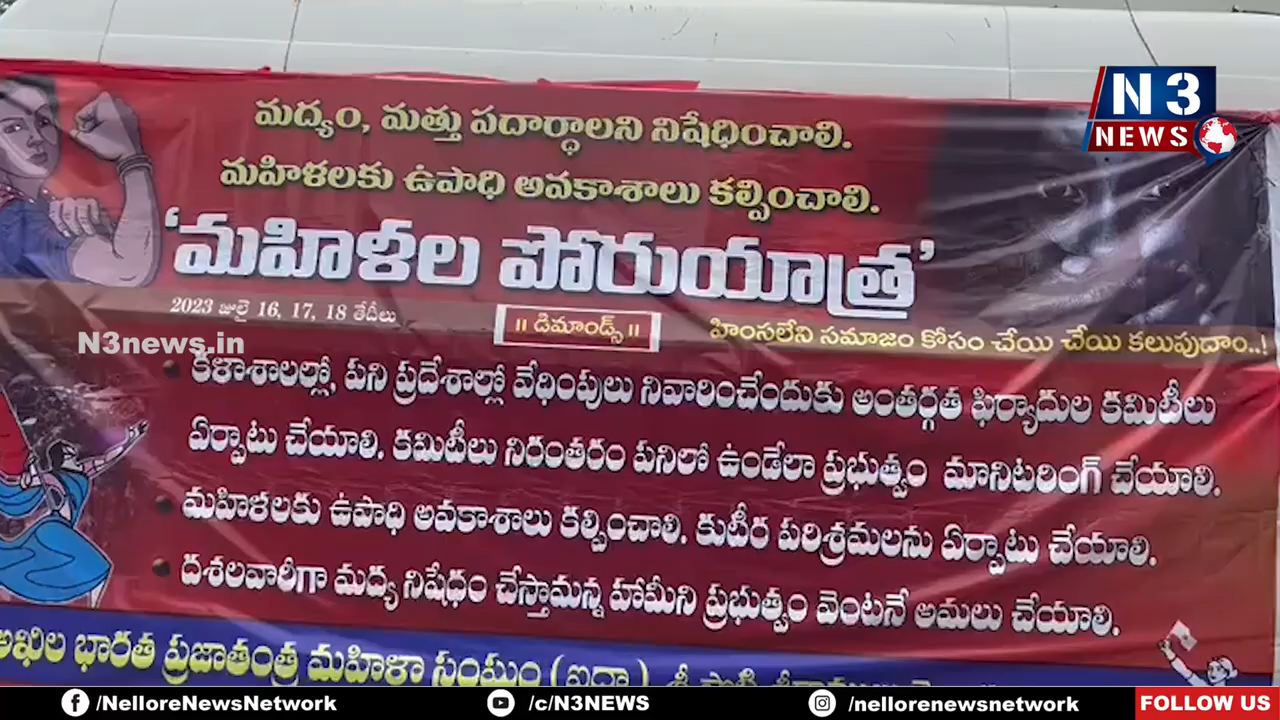 మద్యం, మత్తు పదార్థాలని నిషేధించాలి.
N3
NEWS
మహిళలకు ఉపాధి అవకాశాలు కల్పించాలి.
'మహిళల పోరుయాత్ర'
2023 జులై 16, 17, 18 తేదీలు
॥ డిమాండ్స్ ॥
హింసలేని సమాజం కోసం చేయి చేయి కలుపుదాం..!
N3news.in
• కళాశాలల్లో, పని ప్రదేశాల్లో వేధింపులు నివారించేందుకు అంతర్గత ఫిర్యాదుల కమిటీలు
ఏర్పాటు చేయాలి. కమిటీలు నిరంతరం పనిలో ఉండేలా ప్రభుత్వం మానిటరింగ్ చేయాలి.
• మహిళలకు ఉపాధి అవకాశాలు కల్పించాలి. కుటీర పరిశ్రమలను ఏర్పాటు చేయాలి.
• దశలవారీగా మద్య నిషేధం చేస్తామన్న హామీని ప్రభుత్వం వెంటనే అమలు చేయాలి.
అఖిల భారత ప్రజాతంత్ర మహిళా సంఘం (ఐద్వా)
/NelloreNewsNetwork
/c/N3NEWS
/nellorenewsnetwork
FOLLOW US